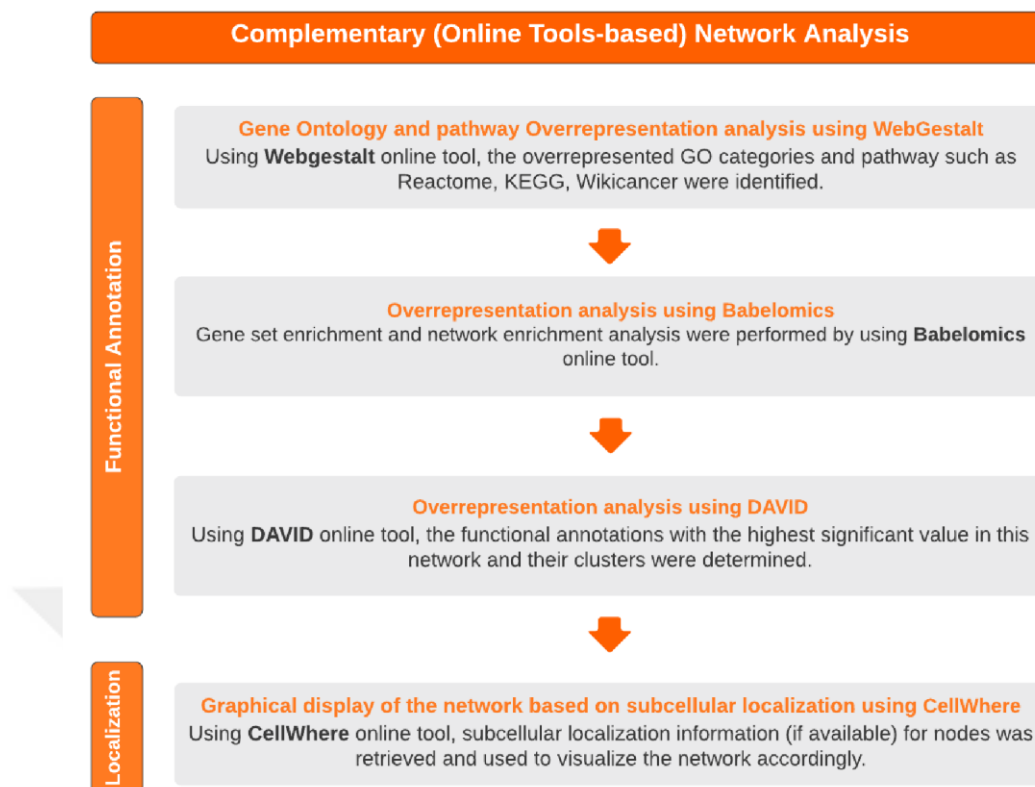 Complementary (Online Tools-based) Network Analysis
Functional Annotation
Gene Ontology and pathway Overrepresentation analysis using WebGestalt
Using Webgestalt online tool, the overrepresented GO categories and pathway such as
Reactome, KEGG, Wikicancer were identified.
Overrepresentation analysis using Babelomics
Gene set enrichment and network enrichment analysis were performed by using Babelomics
online tool.
Overrepresentation analysis using DAVID
Using DAVID online tool, the functional annotations with the highest significant value in this
network and their clusters were determined.
Localization
Graphical display of the network based on subcellular localization using CellWhere
Using CellWhere online tool, subcellular localization information (if available) for nodes was
retrieved and used to visualize the network accordingly.